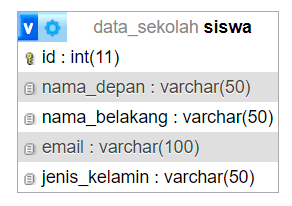 v data_sekolah siswa
id : int(11)
nama_depan : varchar(50)
nama_belakang : varchar(50)
email : varchar(100)
jenis_kelamin : varchar(50)